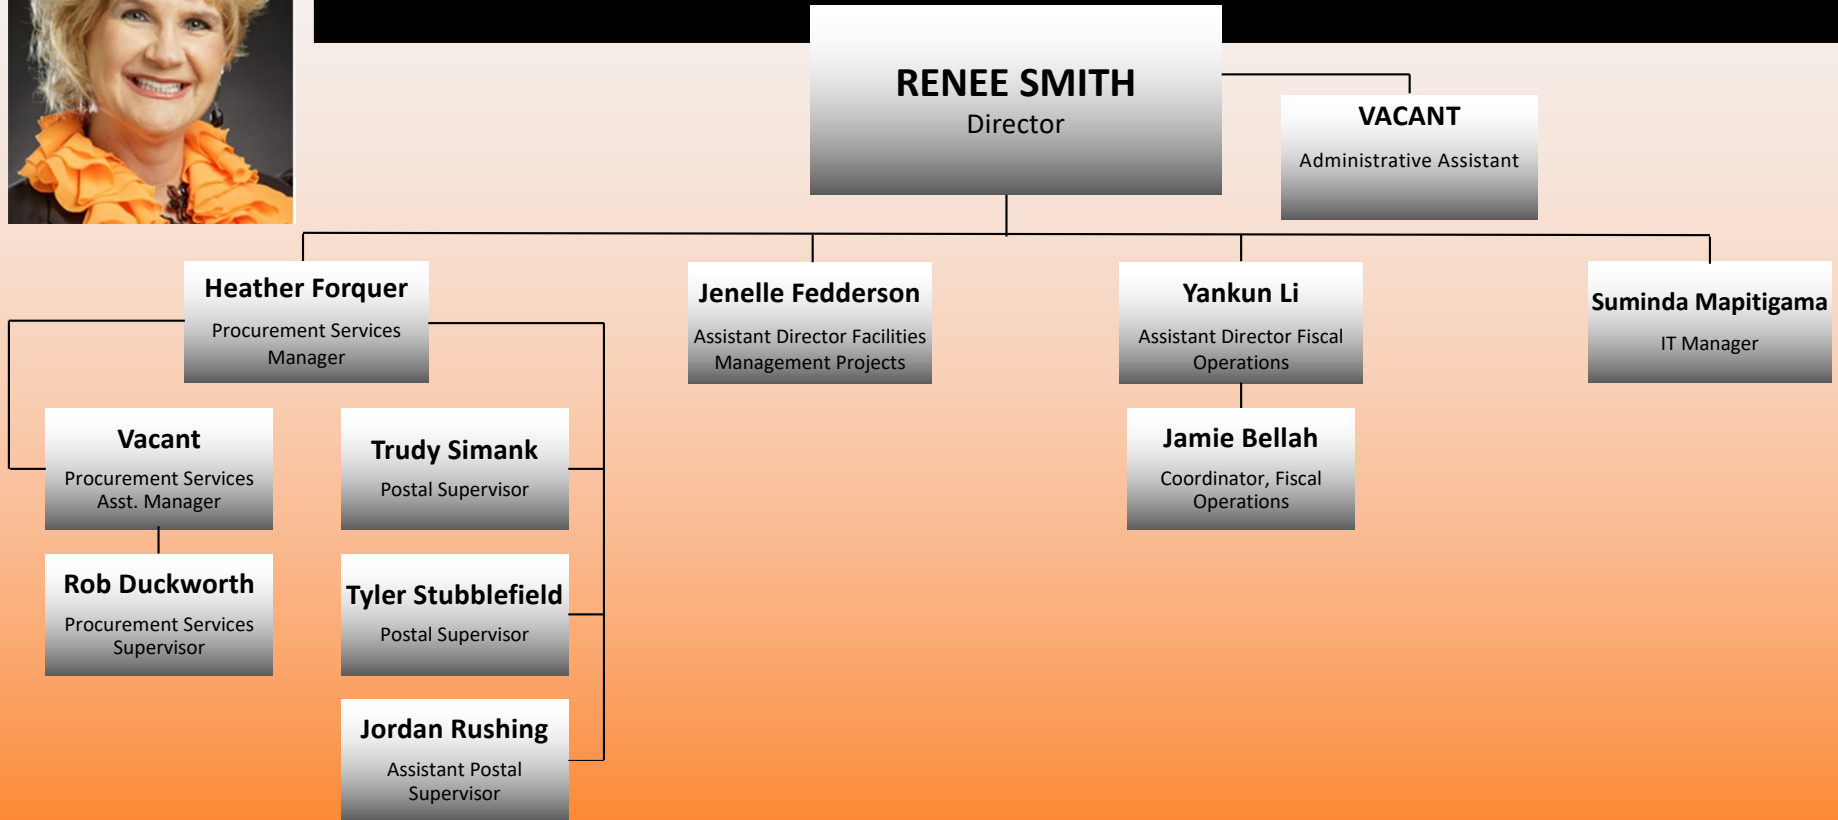 RENEE SMITH
Director
VACANT
Administrative Assistant
Heather Forquer
Procurement Services
Manager
Jenelle Fedderson
Assistant Director Facilities
Management Projects
Yankun Li
Assistant Director Fiscal
Operations
Suminda Mapitigama
IT Manager
Vacant
Procurement Services
Asst. Manager
Trudy Simank
Postal Supervisor
Jamie Bellah
Coordinator, Fiscal
Operations
Rob Duckworth
Procurement Services
Supervisor
Tyler Stubblefield
Postal Supervisor
Jordan Rushing
Assistant Postal
Supervisor